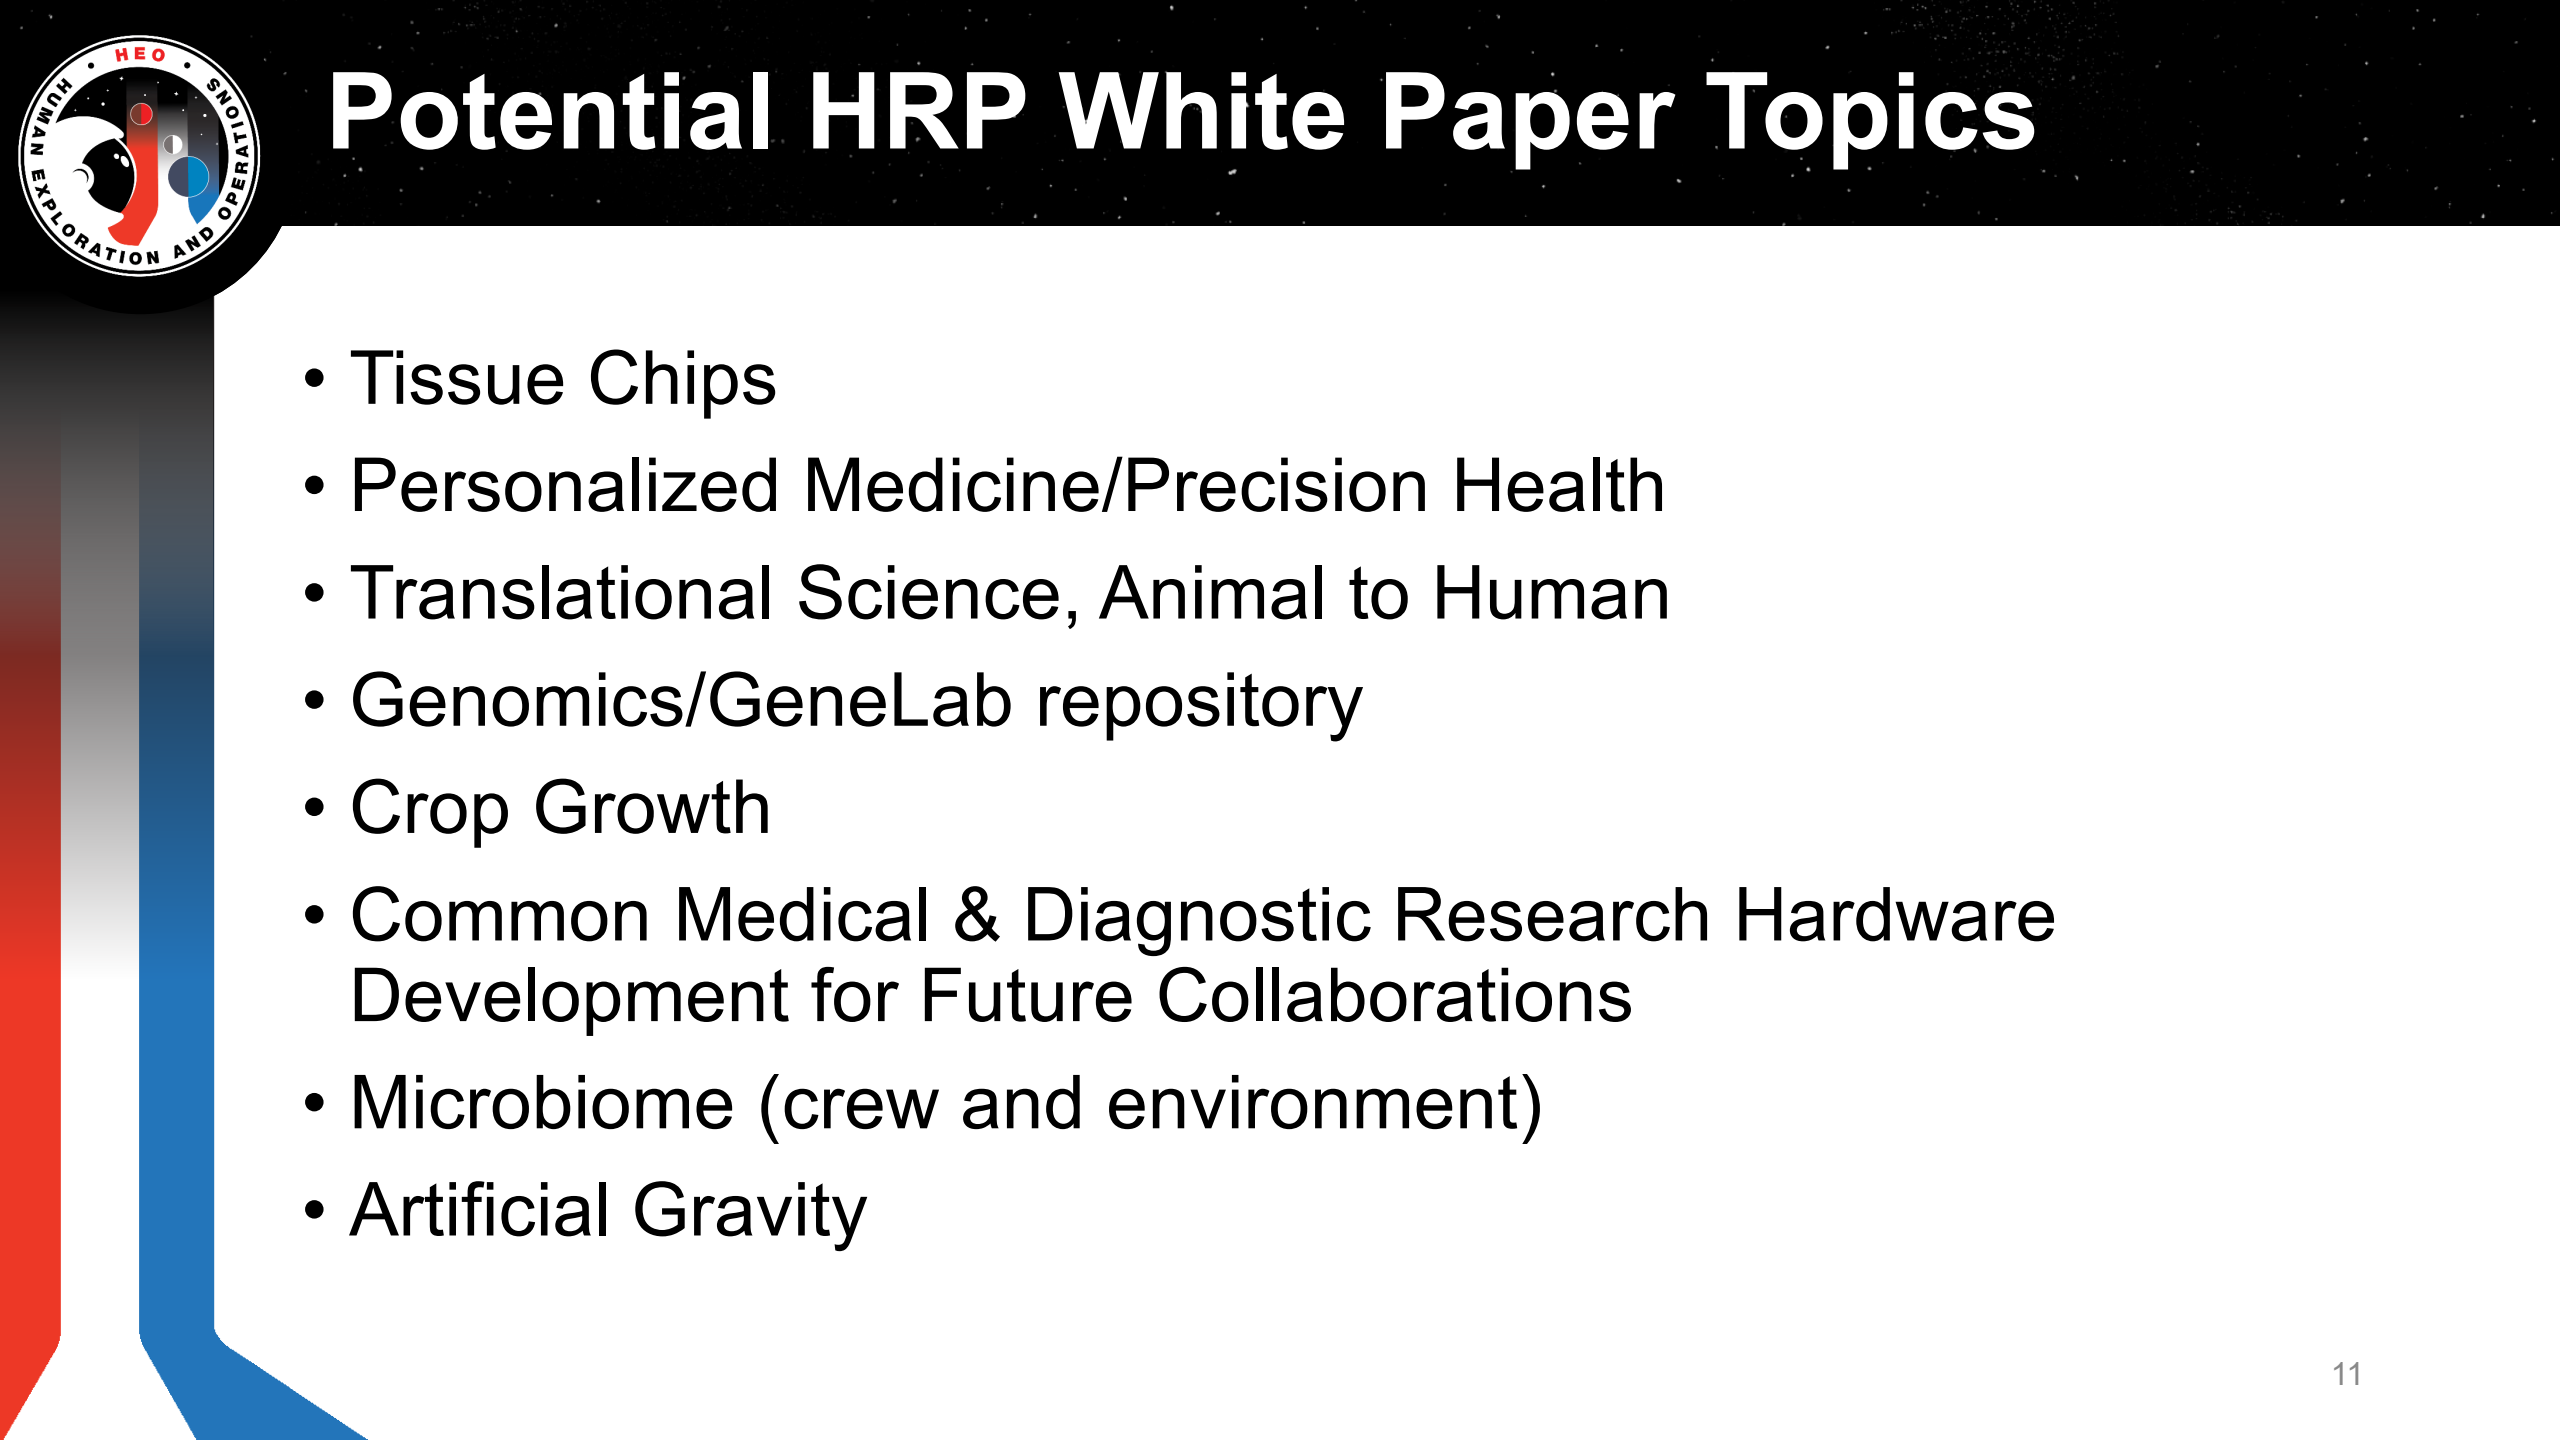 HEO
HUMAN EXPLORATION AND OPERATIONS
Potential HRP White Paper Topics
• Tissue Chips
• Personalized Medicine/Precision Health
• Translational Science, Animal to Human
• Genomics/GeneLab repository
• Crop Growth
• Common Medical & Diagnostic Research Hardware
Development for Future Collaborations
• Microbiome (crew and environment)
• Artificial Gravity
11